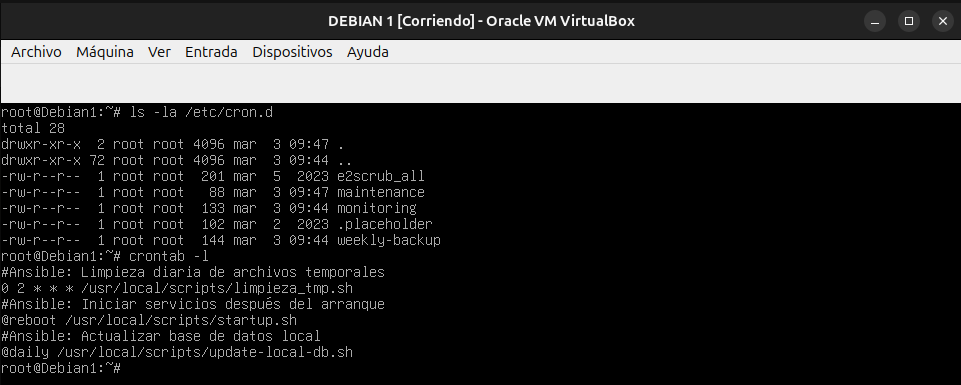 DEBIAN 1 [Corriendo] - Oracle VM VirtualBox
Archivo Máquina Ver Entrada Dispositivos Ayuda
root@Debian1:~# ls -la /etc/cron.d
total 28
drwxr-xr-x  2 root root 4096 mar  3 09:47 .
drwxr-xr-x 72 root root 4096 mar  3 09:44 ..
-rw-r--r--  1 root root  201 mar  5  2023 e2scrub_all
-rw-r--r--  1 root root   88 mar  3 09:47 maintenance
-rw-r--r--  1 root root  133 mar  3 09:44 monitoring
-rw-r--r--  1 root root  102 mar  2  2023 .placeholder
-rw-r--r--  1 root root  144 mar  3 09:44 weekly-backup
root@Debian1:~# crontab -l
#Ansible: Limpieza diaria de archivos temporales
0 2 * * * /usr/local/scripts/limpieza_tmp.sh
#Ansible: Iniciar servicios después del arranque
@reboot /usr/local/scripts/startup.sh
#Ansible: Actualizar base de datos local
@daily /usr/local/scripts/update-local-db.sh
root@Debian1:~#